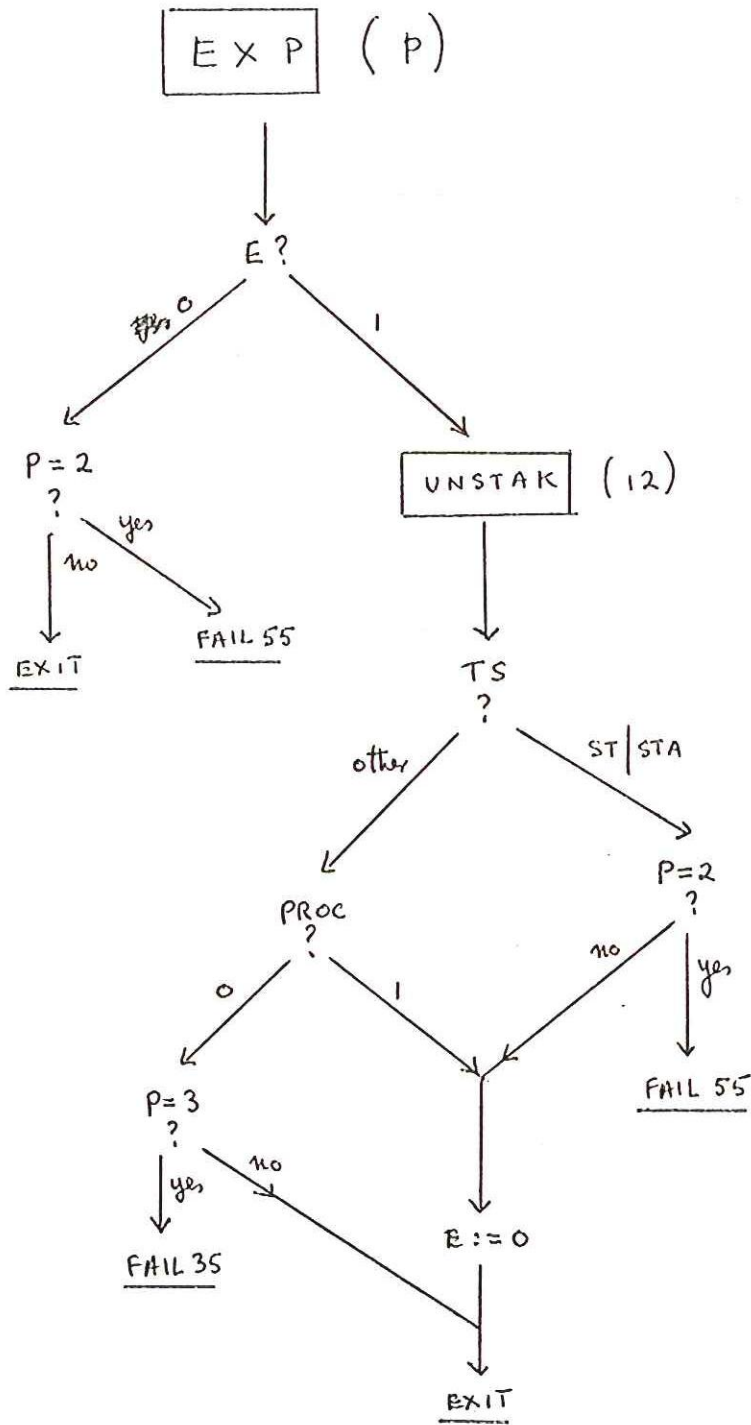 EXP (P)
E?
0
1
P=2
?
UNSTAK (12)
yes
no
FAIL 55
EXIT
TS
?
other
ST|STA
P=2
?
PROC
?
no
yes
0
1
FAIL 55
P=3
?
no
yes
E:=0
FAIL 35
EXIT